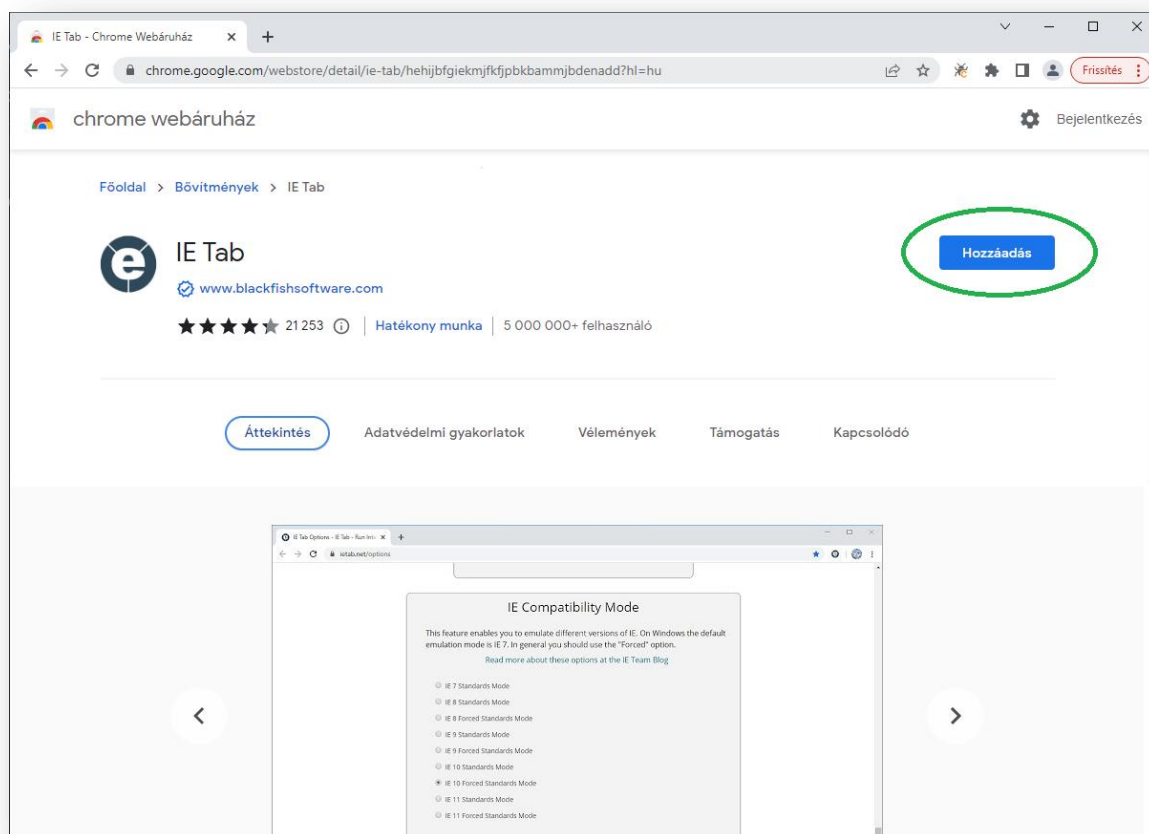 IE Tab - Chrome Webáruház
chrome.google.com/webstore/detail/ie-tab/hehijbfgiekmjfkfjpbkbammjbdenadd?hl=hu
Frissítés
chrome webáruház
Bejelentkezés
Főoldal > Bővítmények > IE Tab
IE Tab
Hozzáadás
www.blackfishsoftware.com
21 253
Hatékony munka
5 000 000+ felhasználó
Áttekintés
Adatvédelmi gyakorlatok
Vélemények
Támogatás
Kapcsolódó
IE Tab Options - IE Tab - Run In
ietab.net/options
IE Compatibility Mode
This feature enables you to emulate different versions of IE. On Windows the default
emulation mode is IE 7. In general you should use the "Forced" option.
Read more about these options at the IE Team Blog
IE 7 Standards Mode
IE 8 Standards Mode
IE 8 Forced Standards Mode
IE 9 Standards Mode
IE 9 Forced Standards Mode
IE 10 Standards Mode
IE 10 Forced Standards Mode
IE 11 Standards Mode
IE 11 Forced Standards Mode